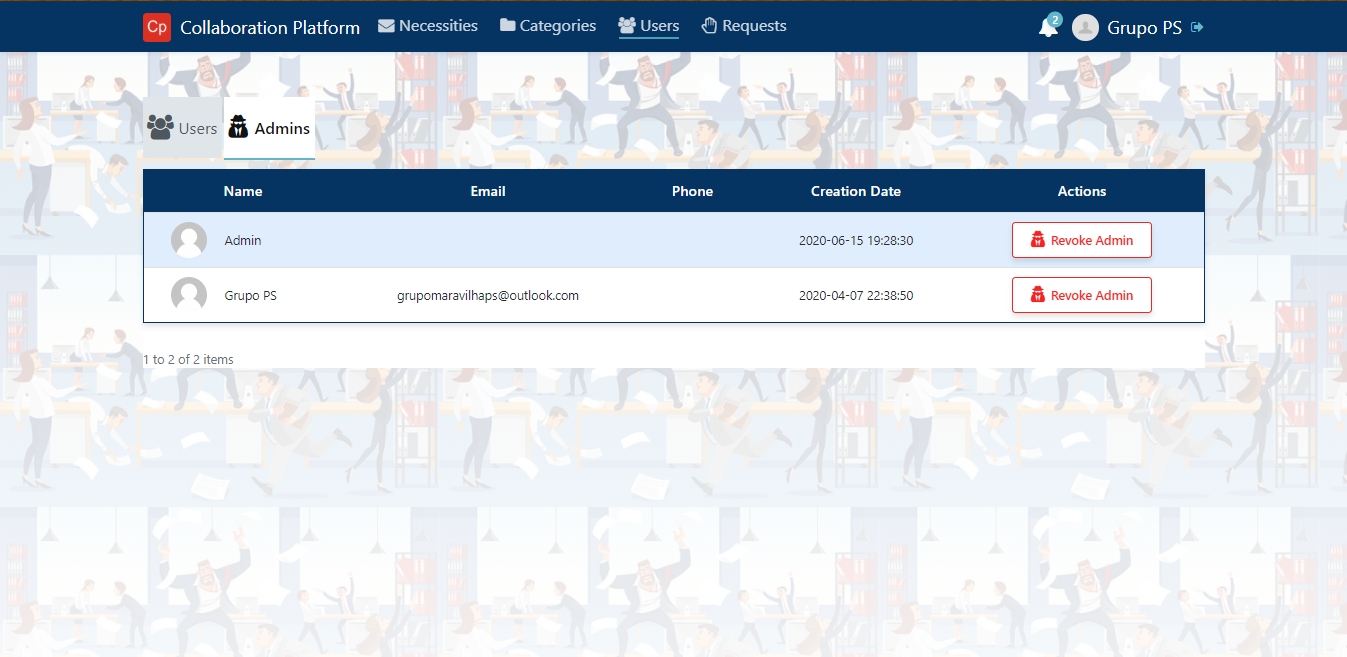 Cp Collaboration Platform Necessities Categories Users Requests 2 Grupo PS
Users Admins
Name Email Phone Creation Date Actions
Admin 2020-06-15 19:28:30 Revoke Admin
Grupo PS grupomaravilhaps@outlook.com 2020-04-07 22:38:50 Revoke Admin
1 to 2 of 2 items